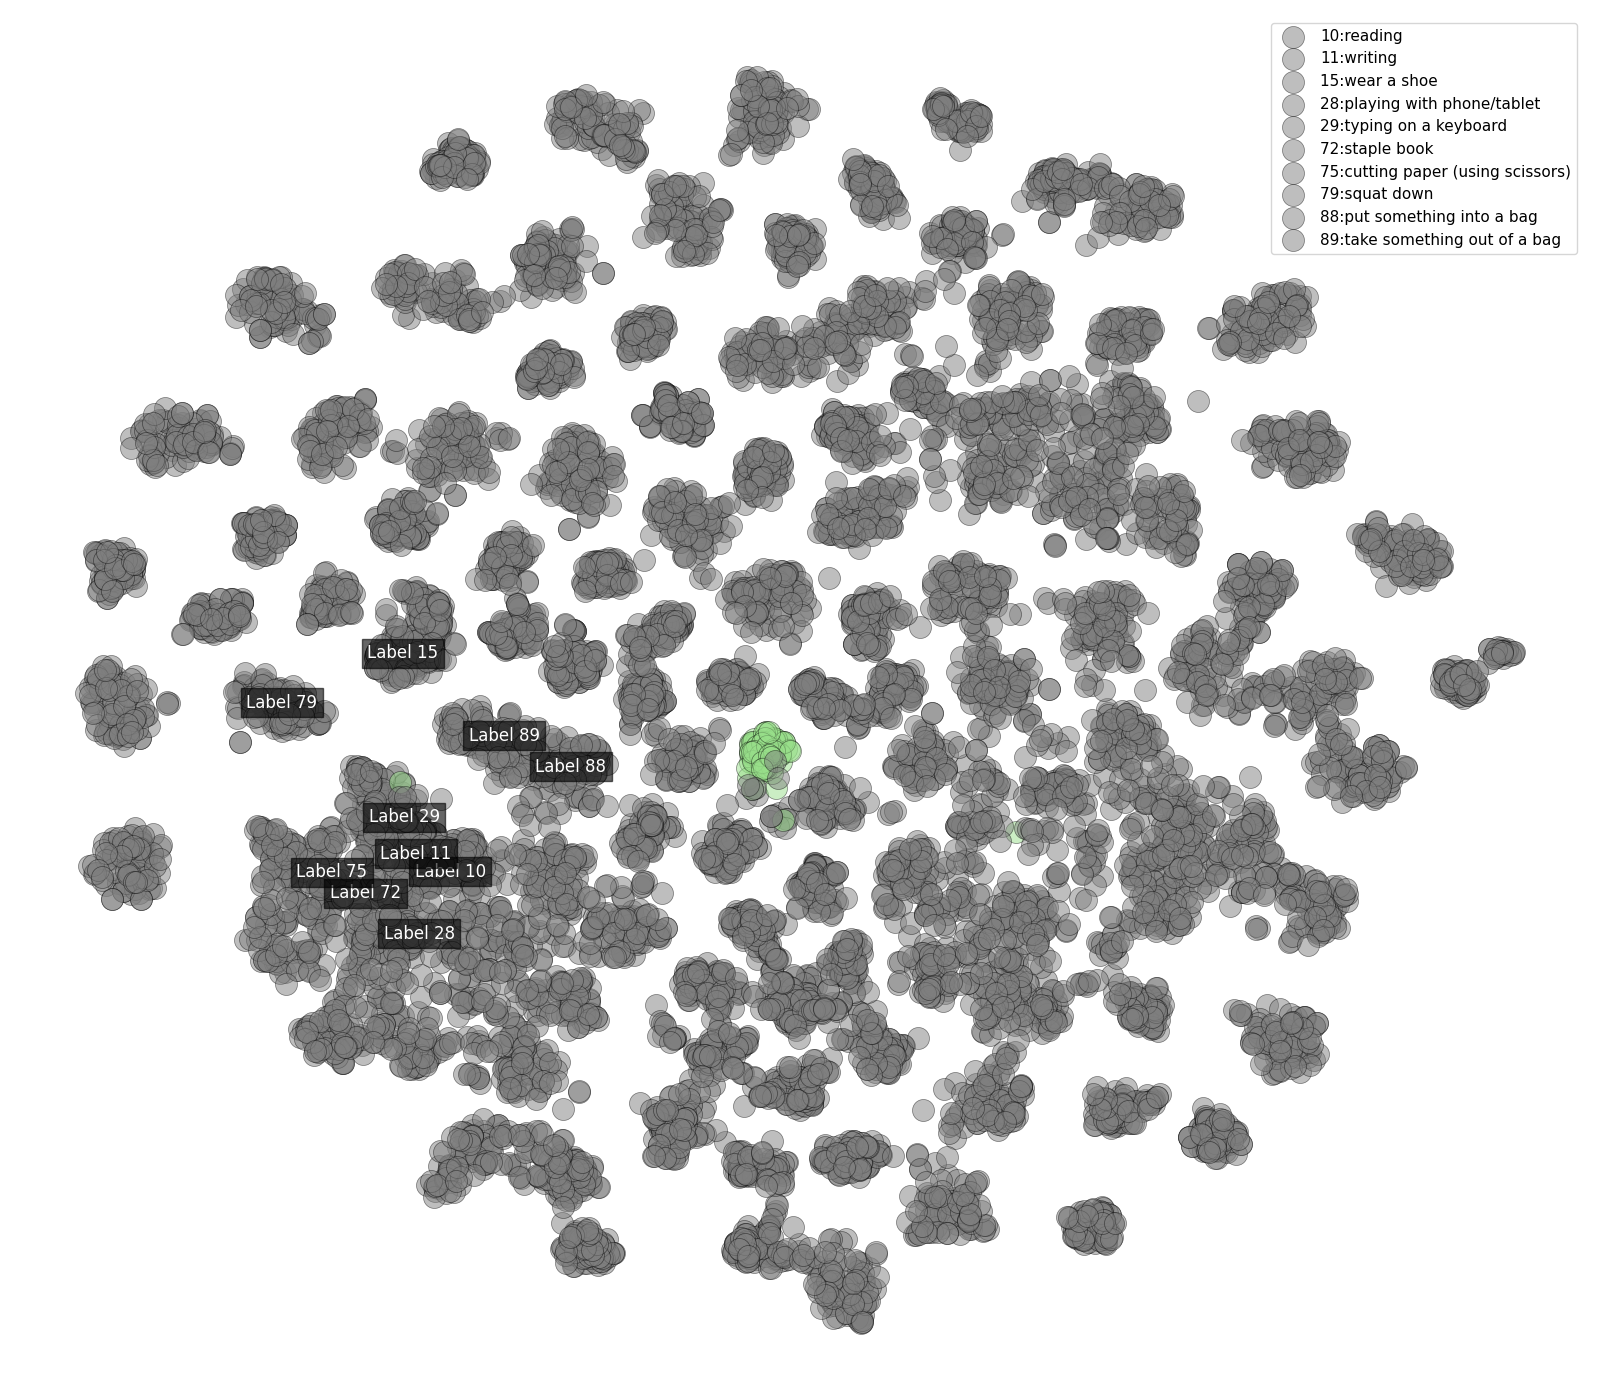 10:reading
11:writing
15:wear a shoe
28:playing with phone/tablet
29:typing on a keyboard
72:staple book
75:cutting paper (using scissors)
79:squat down
88:put something into a bag
89:take something out of a bag
Label 15
Label 79
Label 89
Label 88
Label 29
Label 11
Label 75
Label 10
Label 72
Label 28